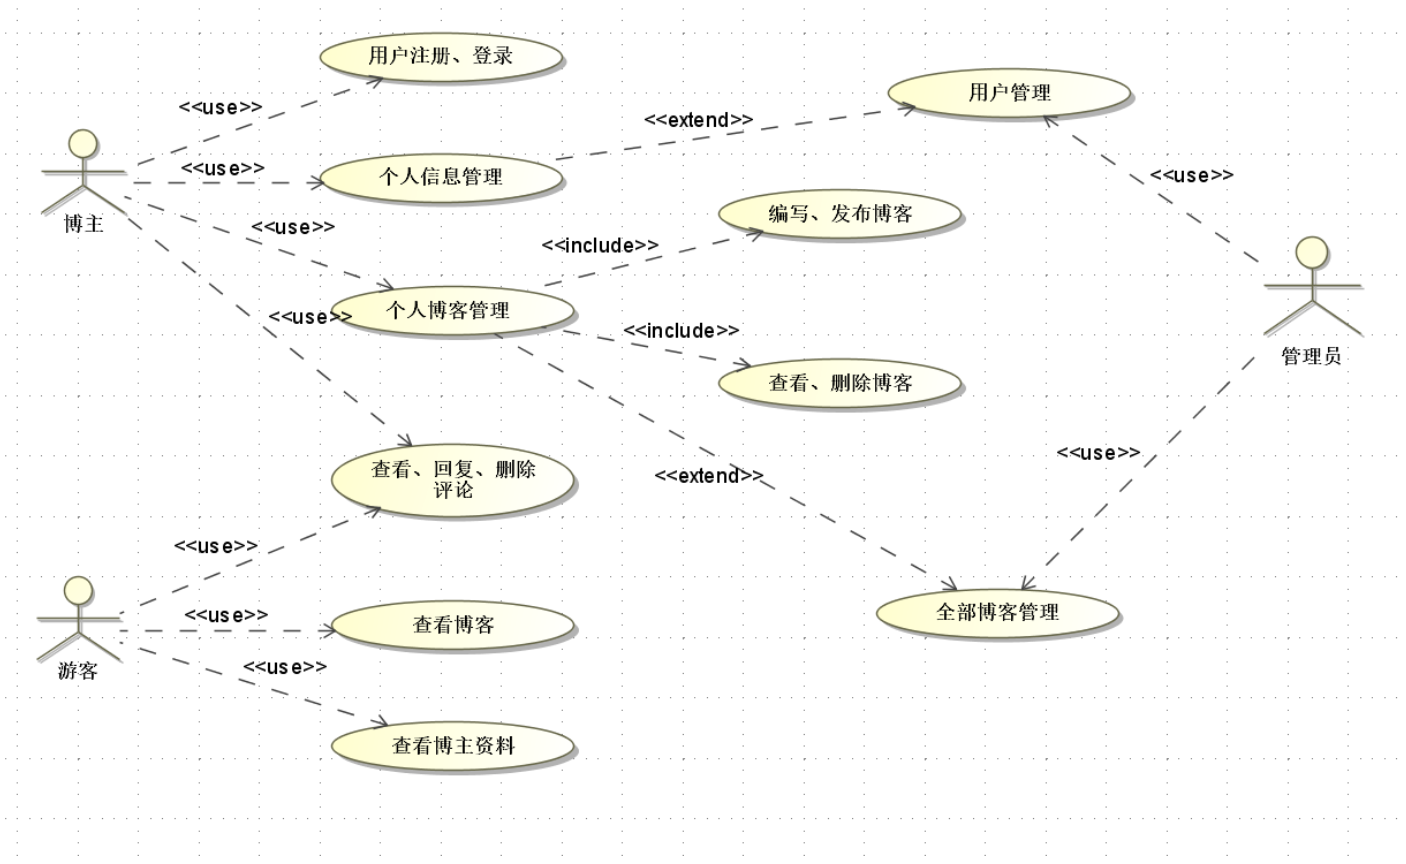 用户注册、登录
<<use>>
用户管理
<<extend>>
<<use>>
个人信息管理
<<use>>
博主
编写、发布博客
<<use>>
<<include>>
个人博客管理
<<use>>
<<include>>
管理员
查看、删除博客
<<use>>
查看、回复、删除
评论
<<extend>>
<<use>>
<<use>>
查看博客
全部博客管理
游客
<<use>>
查看博主资料